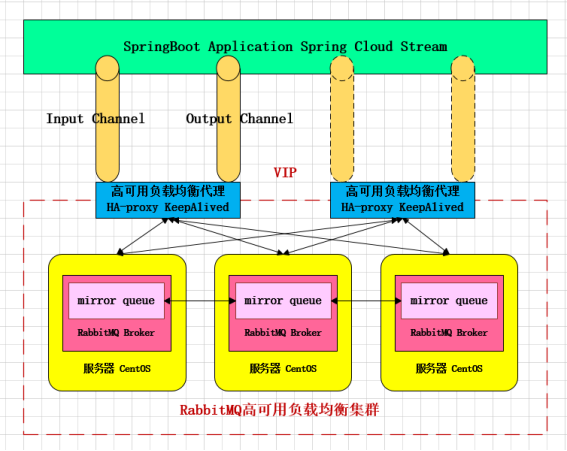 SpringBoot Application Spring Cloud Stream
Input Channel
Output Channel
VIP
高可用负载均衡代理
HA-proxy KeepAlived
高可用负载均衡代理
HA-proxy KeepAlived
mirror queue
RabbitMQ Broker
服务器 CentOS
mirror queue
RabbitMQ Broker
服务器 CentOS
mirror queue
RabbitMQ Broker
服务器 CentOS
RabbitMQ高可用负载均衡集群